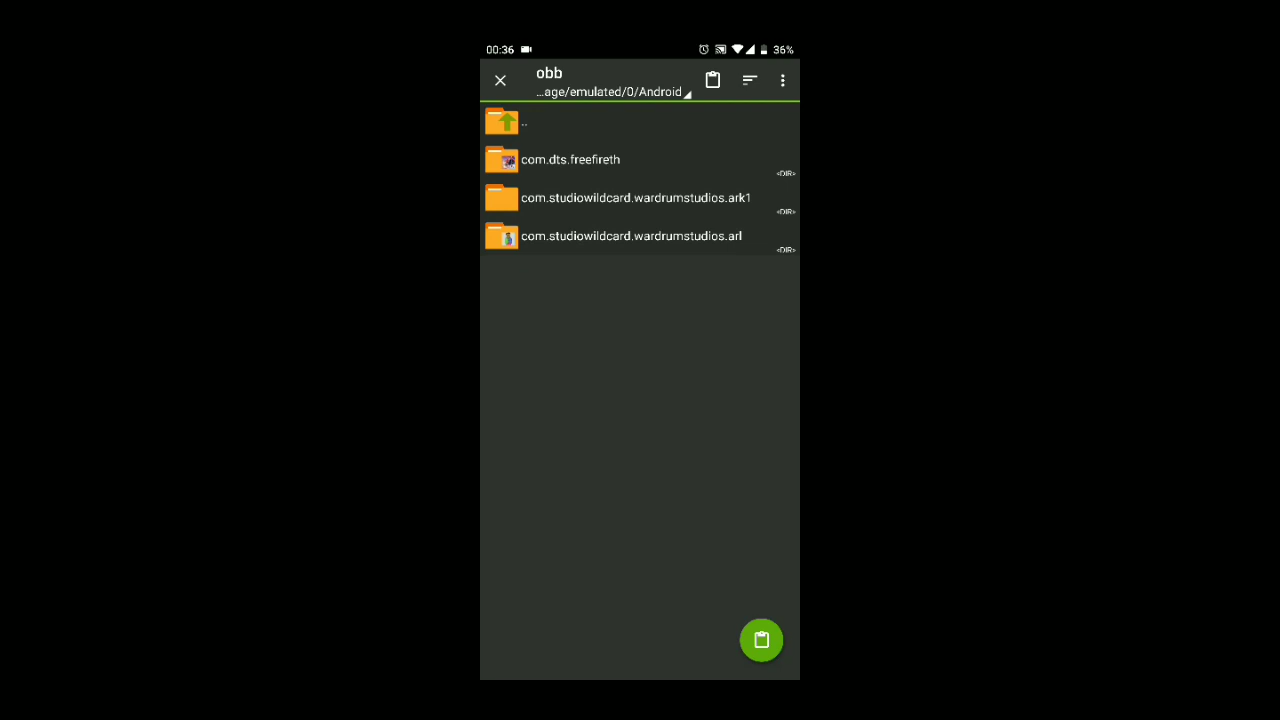 00:36
36%
obb
...age/emulated/0/Android
..
com.dts.freefireth
<DIR>
com.studiowildcard.wardrumstudios.ark1
<DIR>
com.studiowildcard.wardrumstudios.arl
<DIR>